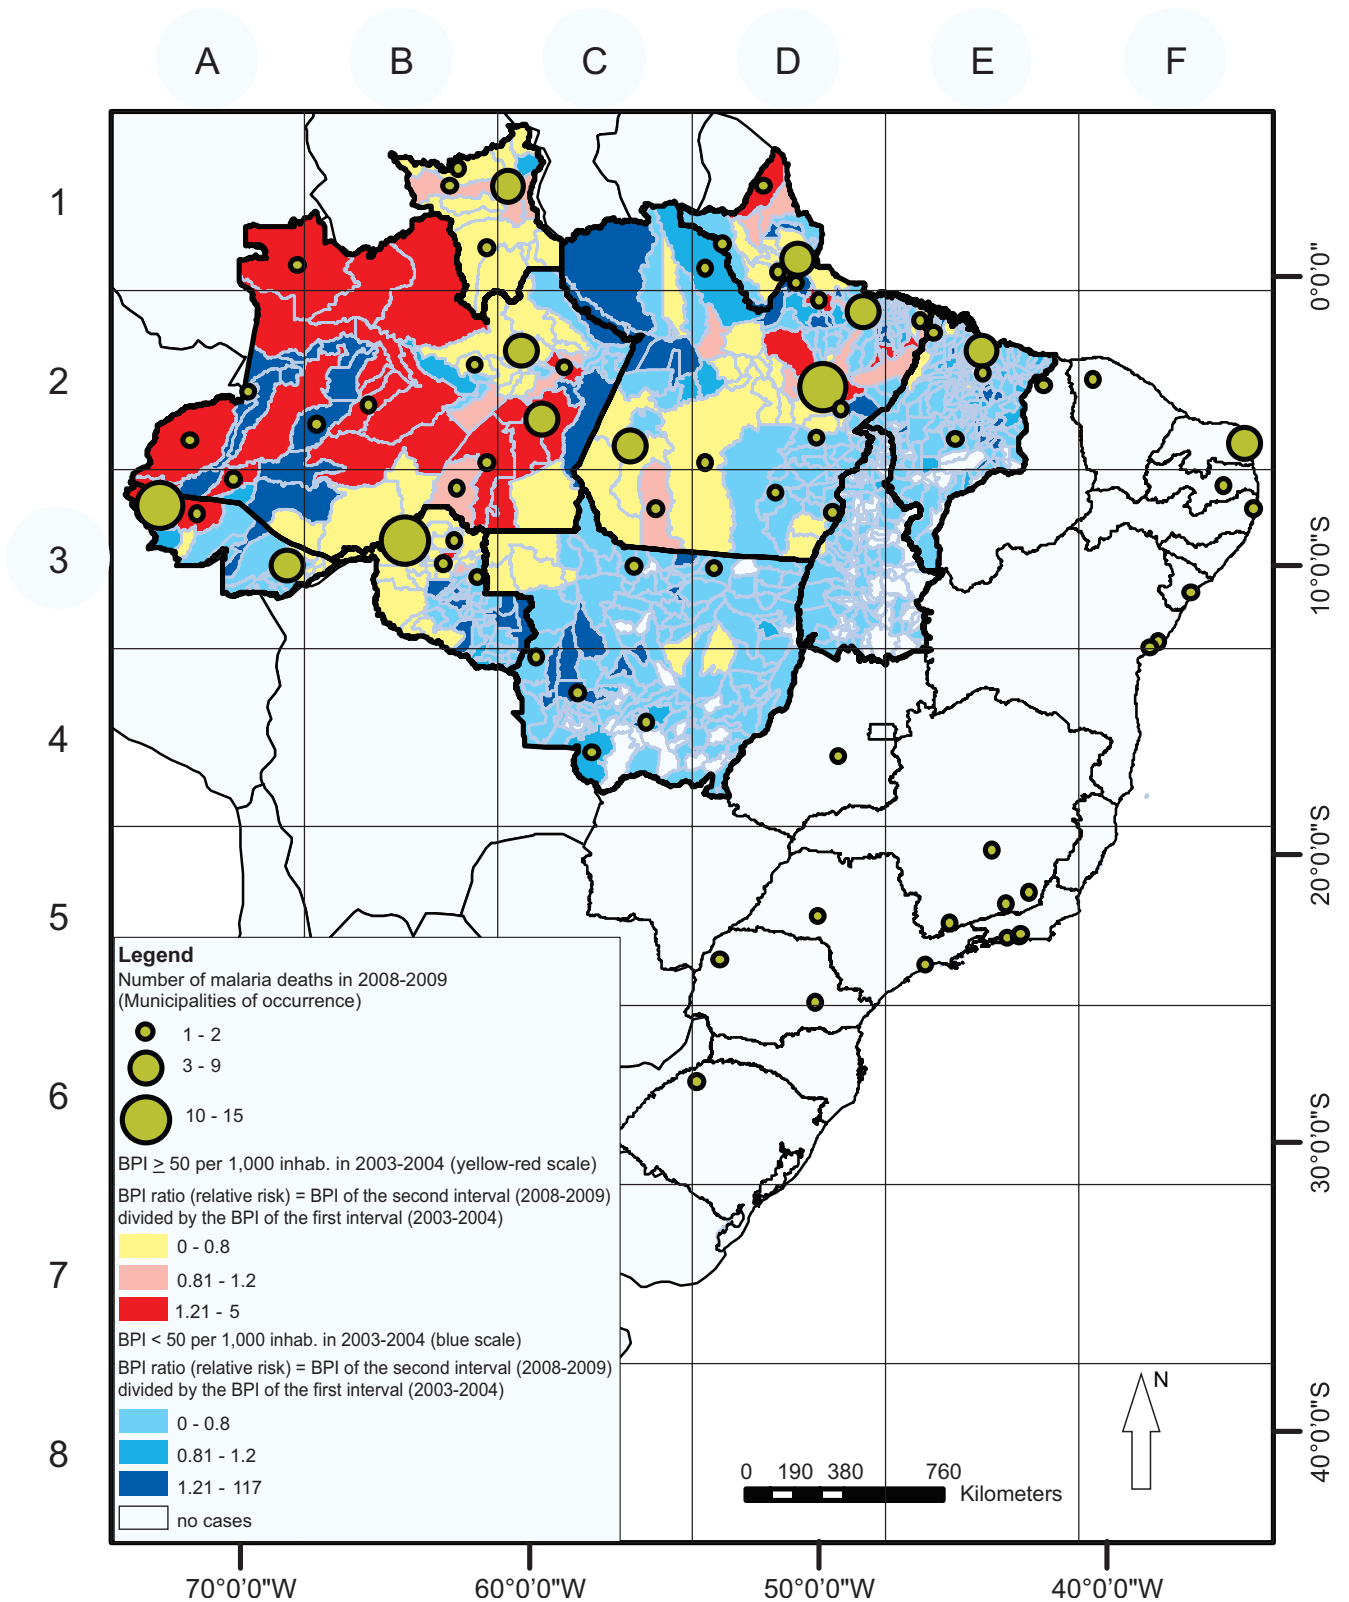 A B C D E F
1
2
3
4
5
6
7
8
0°0'0"
10°0'0"S
20°0'0"S
30°0'0"S
40°0'0"S
Legend
Number of malaria deaths in 2008-2009
(Municipalities of occurrence)
1 - 2
3 - 9
10 - 15
BPI ≥ 50 per 1,000 inhab. in 2003-2004 (yellow-red scale)
BPI ratio (relative risk) = BPI of the second interval (2008-2009)
divided by the BPI of the first interval (2003-2004)
0 - 0.8
0.81 - 1.2
1.21 - 5
BPI < 50 per 1,000 inhab. in 2003-2004 (blue scale)
BPI ratio (relative risk) = BPI of the second interval (2008-2009)
divided by the BPI of the first interval (2003-2004)
0 - 0.8
0.81 - 1.2
1.21 - 117
no cases
N
0 190 380 760
Kilometers
70°0'0"W 60°0'0"W 50°0'0"W 40°0'0"W